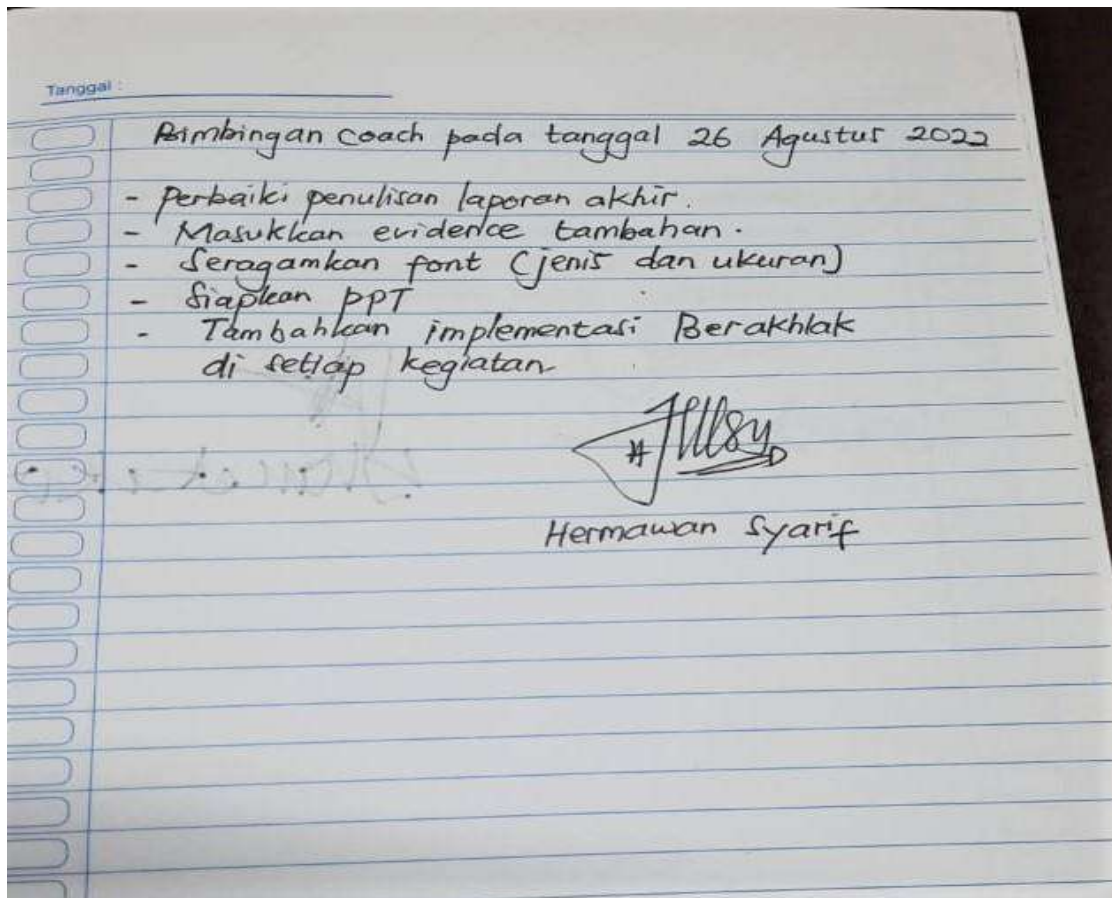 Tanggal :
Bimbingan coach pada tanggal 26 Agustus 2022
- Perbaiki penulisan laporan akhir.
- Masukkan evidence tambahan.
- Seragamkan font (jenis dan ukuran)
- Siapkan PPT
- Tambahkan implementasi Berakhlak
di setiap kegiatan
Hermawan Syarif